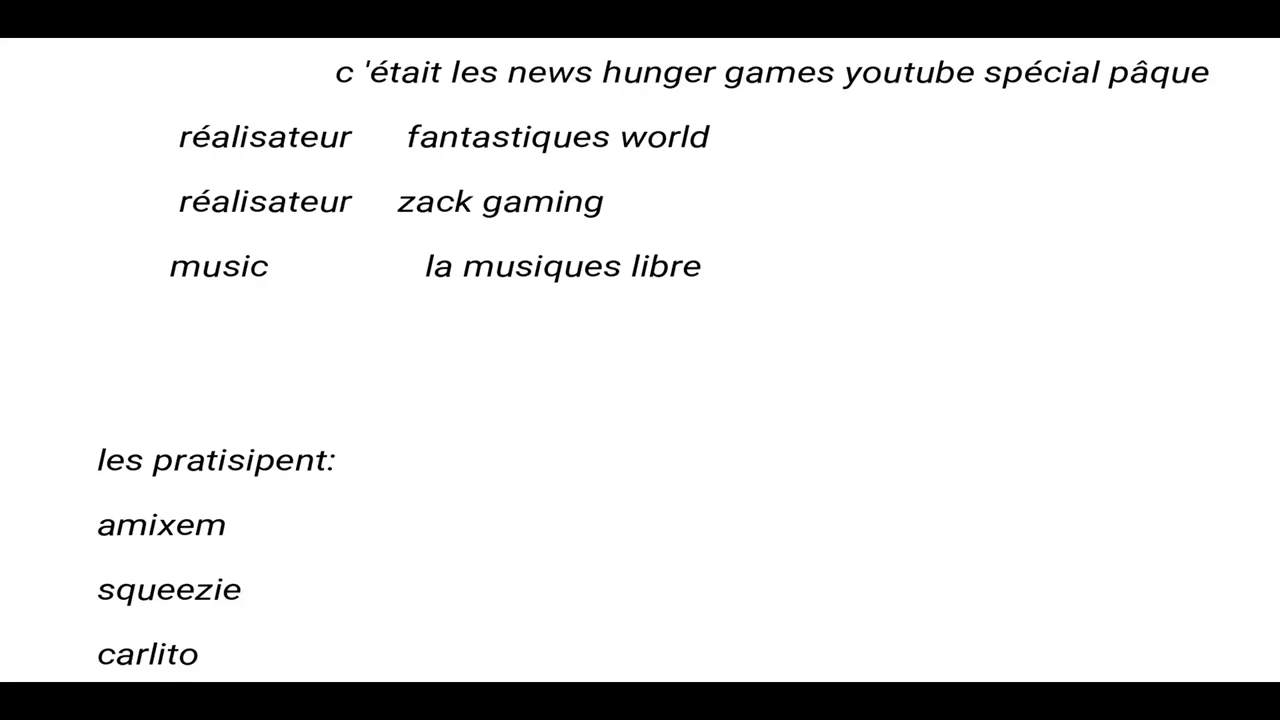 c 'était les news hunger games youtube spécial pâque
réalisateur fantastiques world
réalisateur zack gaming
music la musiques libre
les pratisipent:
amixem
squeezie
carlito